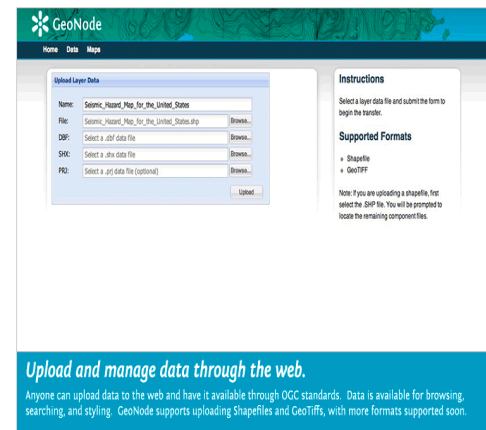 GeoNode
Home Data Maps
Upload Layer Data
Name: Seismic_Hazard_Map_for_the_United_States
File: Seismic_Hazard_Map_for_the_United_States.shp Browse...
DBF: Select a .dbf data file Browse...
SHX: Select a .shx data file Browse...
PRJ: Select a .prj data file (optional) Browse...
Upload
Instructions
Select a layer data file and submit the form to
begin the transfer.
Supported Formats
Shapefile
GeoTIFF
Note: If you are uploading a shapefile, first
select the .SHP file. You will be prompted to
locate the remaining component files.
Upload and manage data through the web.
Anyone can upload data to the web and have it available through OGC standards. Data is available for browsing,
searching, and styling. GeoNode supports uploading Shapefiles and GeoTiffs, with more formats supported soon.